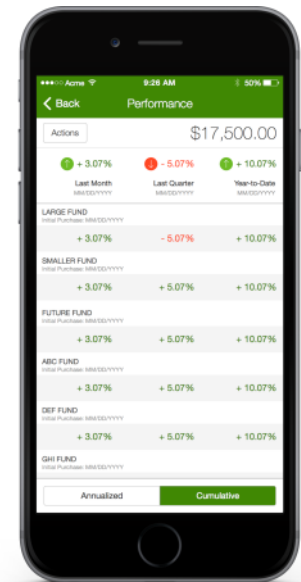 Acme 9:26 AM 50%
Back Performance
Actions $17,500.00
+ 3.07% - 5.07% + 10.07%
Last Month Last Quarter Year-to-Date
MM/DD/YYYY MM/DD/YYYY MM/DD/YYYY
LARGE FUND
Initial Purchase: MM/DD/YYYY
+ 3.07% - 5.07% + 10.07%
SMALLER FUND
Initial Purchase: MM/DD/YYYY
+ 3.07% + 5.07% + 10.07%
FUTURE FUND
Initial Purchase: MM/DD/YYYY
+ 3.07% + 5.07% + 10.07%
ABC FUND
Initial Purchase: MM/DD/YYYY
+ 3.07% + 5.07% + 10.07%
DEF FUND
Initial Purchase: MM/DD/YYYY
+ 3.07% + 5.07% + 10.07%
GHI FUND
Initial Purchase: MM/DD/YYYY
Annualized Cumulative